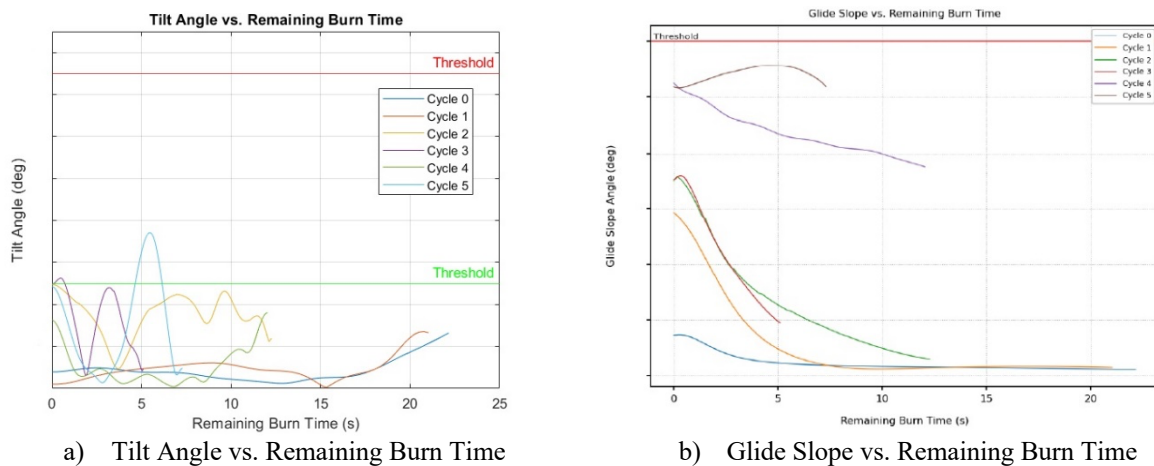 Tilt Angle vs. Remaining Burn Time
Threshold
Cycle 0
Cycle 1
Cycle 2
Cycle 3
Cycle 4
Cycle 5
Threshold
Tilt Angle (deg)
0 5 10 15 20 25
Remaining Burn Time (s)
a) Tilt Angle vs. Remaining Burn Time
Glide Slope vs. Remaining Burn Time
Threshold
Cycle 0
Cycle 1
Cycle 2
Cycle 3
Cycle 4
Cycle 5
Glide Slope Angle (deg)
0 5 10 15 20
Remaining Burn Time (s)
b) Glide Slope vs. Remaining Burn Time